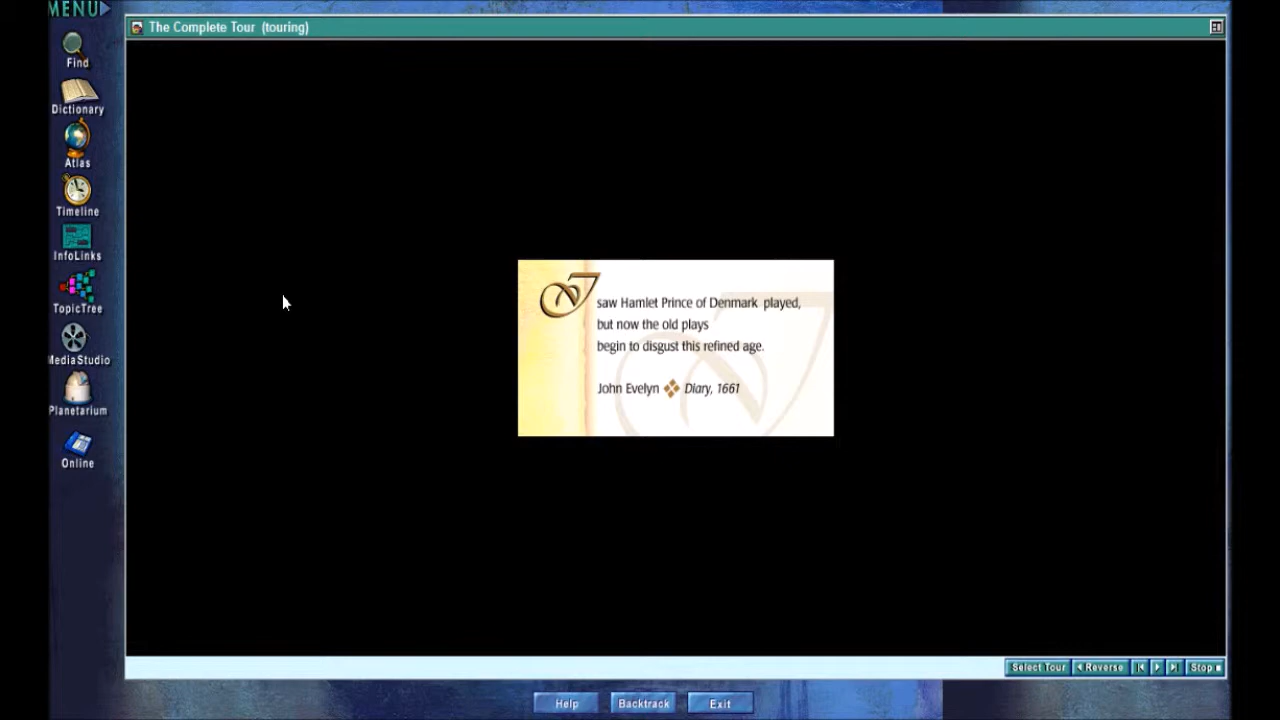 MENU
The Complete Tour (touring)
Find
Dictionary
Atlas
Timeline
InfoLinks
TopicTree
MediaStudio
Planetarium
Online
I saw Hamlet Prince of Denmark played,
but now the old plays
begin to disgust this refined age.
John Evelyn Diary, 1661
Select Tour Reverse Stop
Help Backtrack Exit